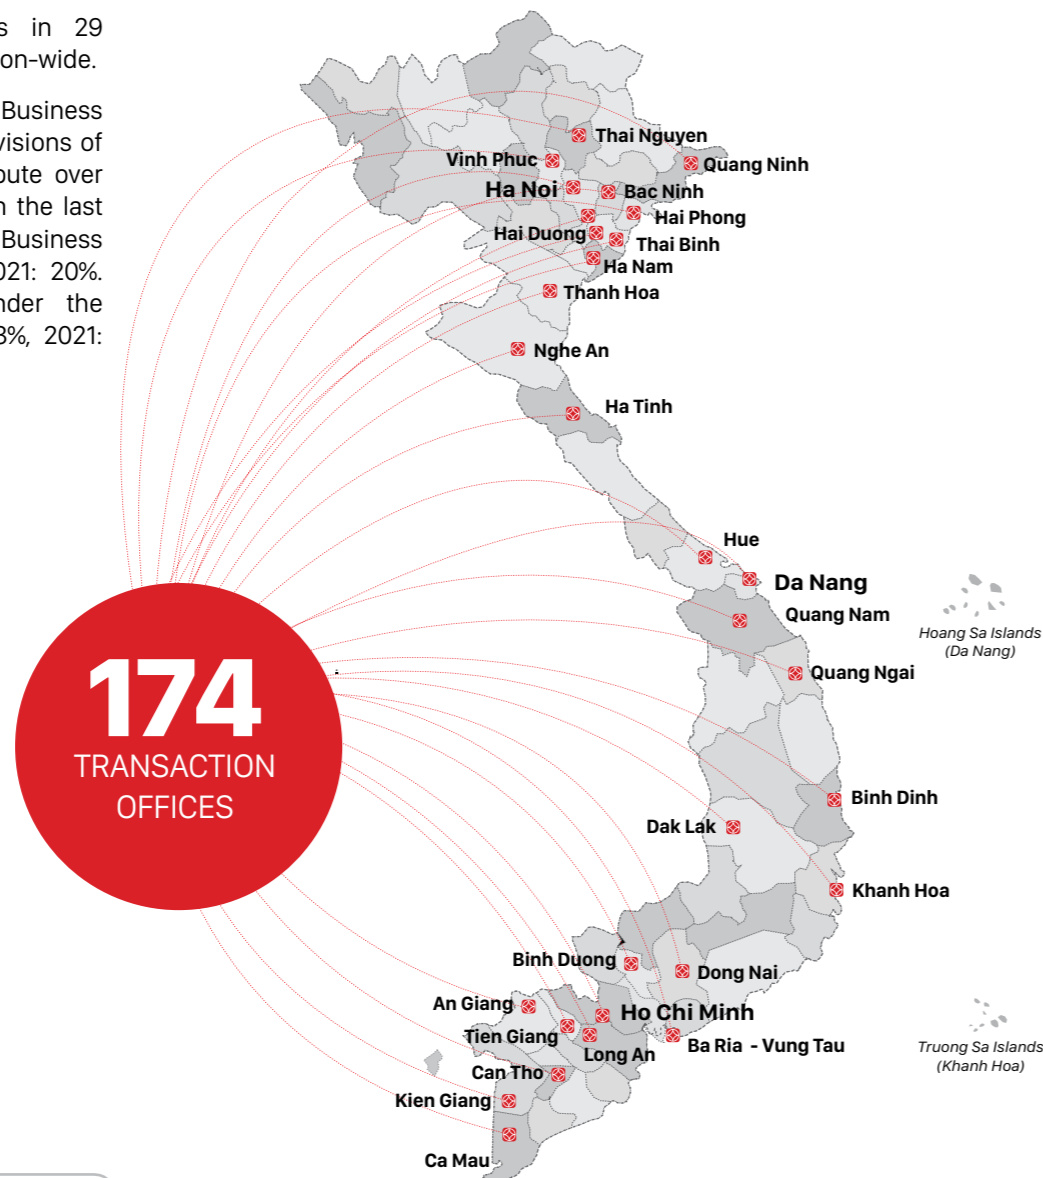 s in 29
on-wide.
Business
visions of
bute over
n the last
Business
021: 20%.
nder the
3%, 2021:
Thai Nguyen
Vinh Phuc
Quang Ninh
Ha Noi
Bac Ninh
Hai Phong
Hai Duong
Thai Binh
Ha Nam
Thanh Hoa
Nghe An
Ha Tinh
Hue
Da Nang
Quang Nam
Hoang Sa Islands
(Da Nang)
Quang Ngai
174
TRANSACTION
OFFICES
Binh Dinh
Dak Lak
Khanh Hoa
Binh Duong
Dong Nai
An Giang
Ho Chi Minh
Tien Giang
Long An
Ba Ria - Vung Tau
Truong Sa Islands
(Khanh Hoa)
Can Tho
Kien Giang
Ca Mau